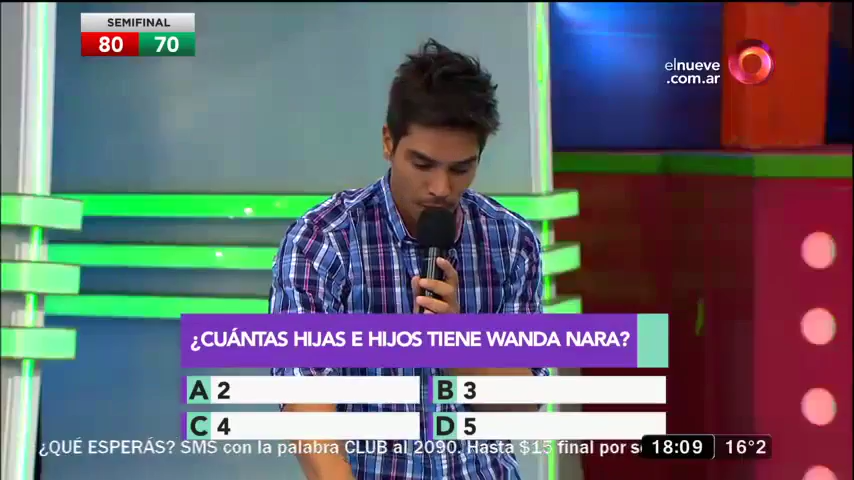 SEMIFINAL
80 70
elnueve
.com.ar
¿CUÁNTAS HIJAS E HIJOS TIENE WANDA NARA?
A 2
B 3
C 4
D 5
¿QUÉ ESPERÁS? SMS con la palabra CLUB al 2090. Hasta $15 final por s
18:09 16°2